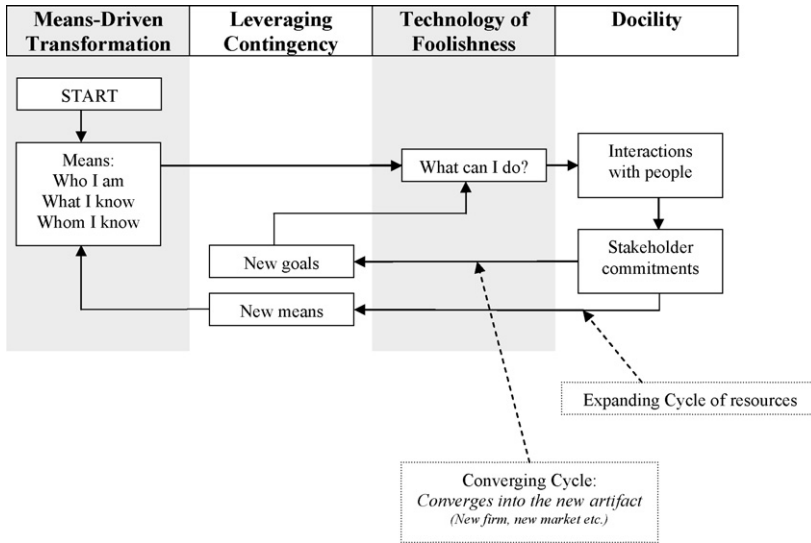 Means-Driven
Transformation
Leveraging
Contingency
Technology of
Foolishness
Docility
START
Means:
Who I am
What I know
Whom I know
What can I do?
Interactions
with people
Stakeholder
commitments
New goals
New means
Expanding Cycle of resources
Converging Cycle:
Converges into the new artifact
(New firm, new market etc.)